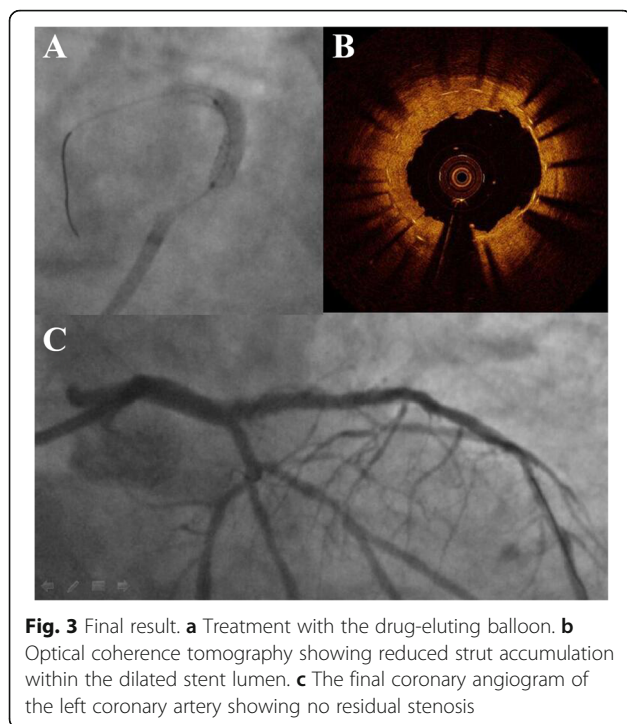 A
B
C
Fig. 3 Final result. a Treatment with the drug-eluting balloon. b
Optical coherence tomography showing reduced strut accumulation
within the dilated stent lumen. c The final coronary angiogram of
the left coronary artery showing no residual stenosis